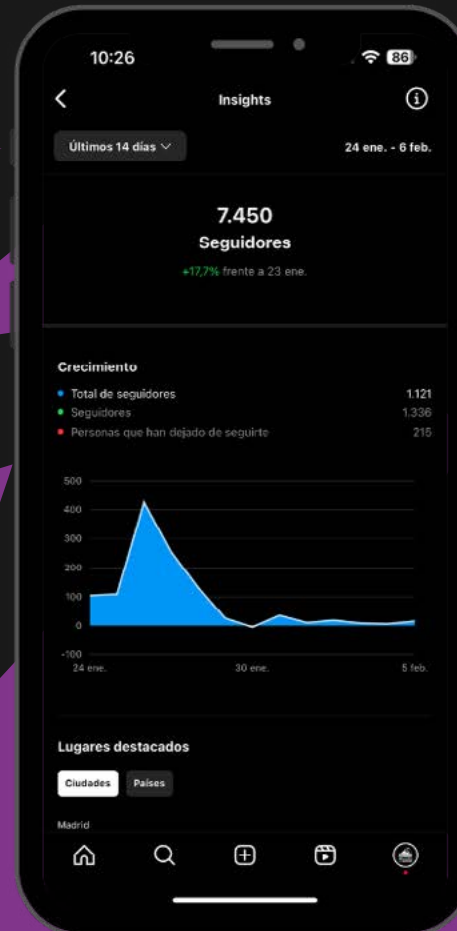 10:26
86
Insights
Últimos 14 días
24 ene. - 6 feb.
7.450
Seguidores
+17,7% frente a 23 ene.
Crecimiento
Total de seguidores 1.121
Seguidores 1.336
Personas que han dejado de seguirte 215
500
400
300
200
100
0
-100
24 ene. 30 ene. 5 feb.
Lugares destacados
Ciudades Países
Madrid